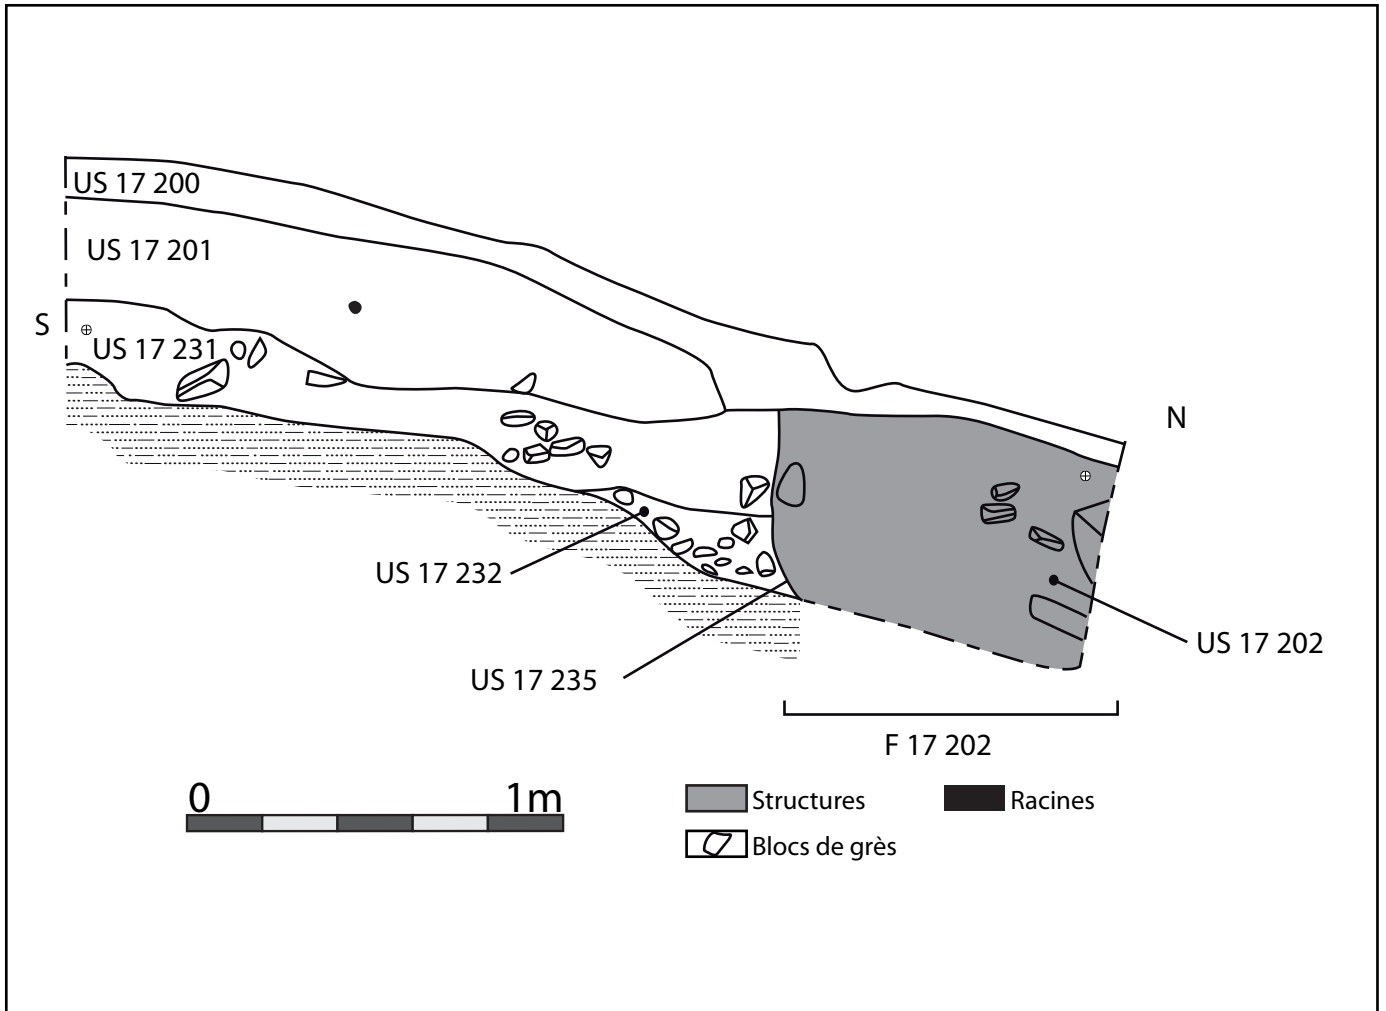 US 17 200
US 17 201
S
US 17 231
N
US 17 232
US 17 202
US 17 235
F 17 202
0 1m
Structures
Racines
Blocs de grès